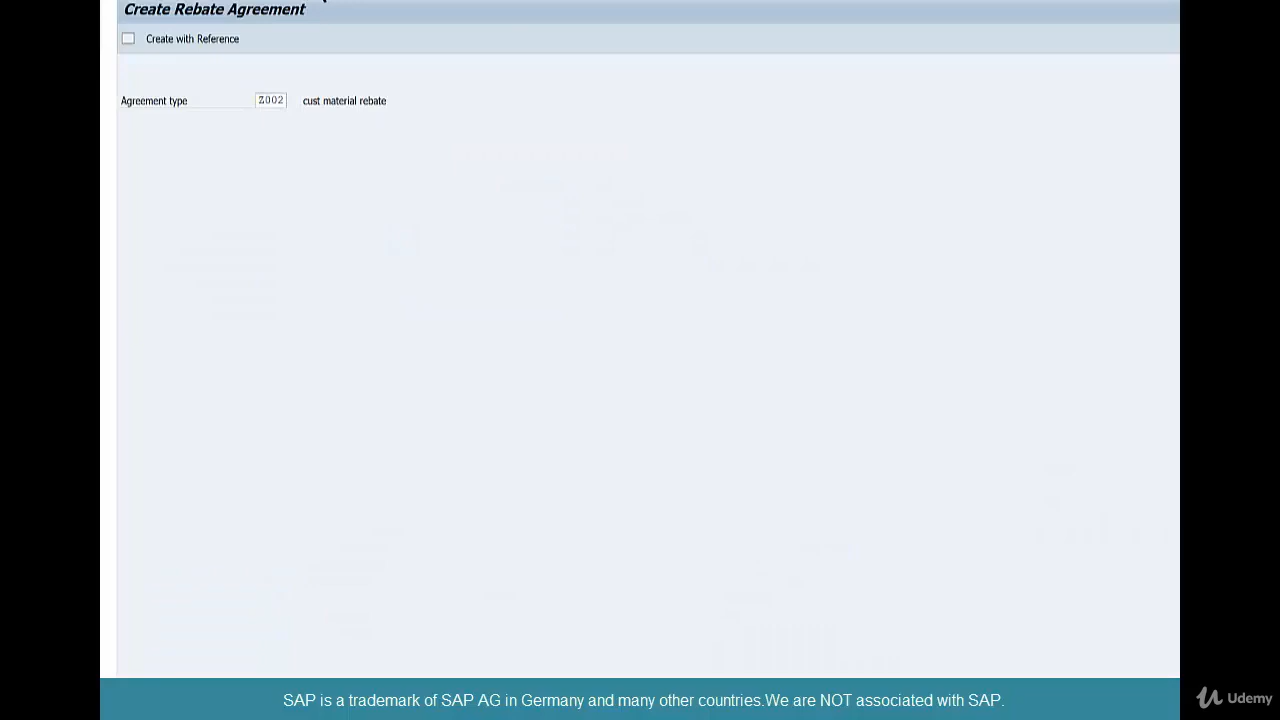 Create Rebate Agreement
Create with Reference
Agreement type Z002 cust material rebate
SAP is a trademark of SAP AG in Germany and many other countries.We are NOT associated with SAP.
Udemy